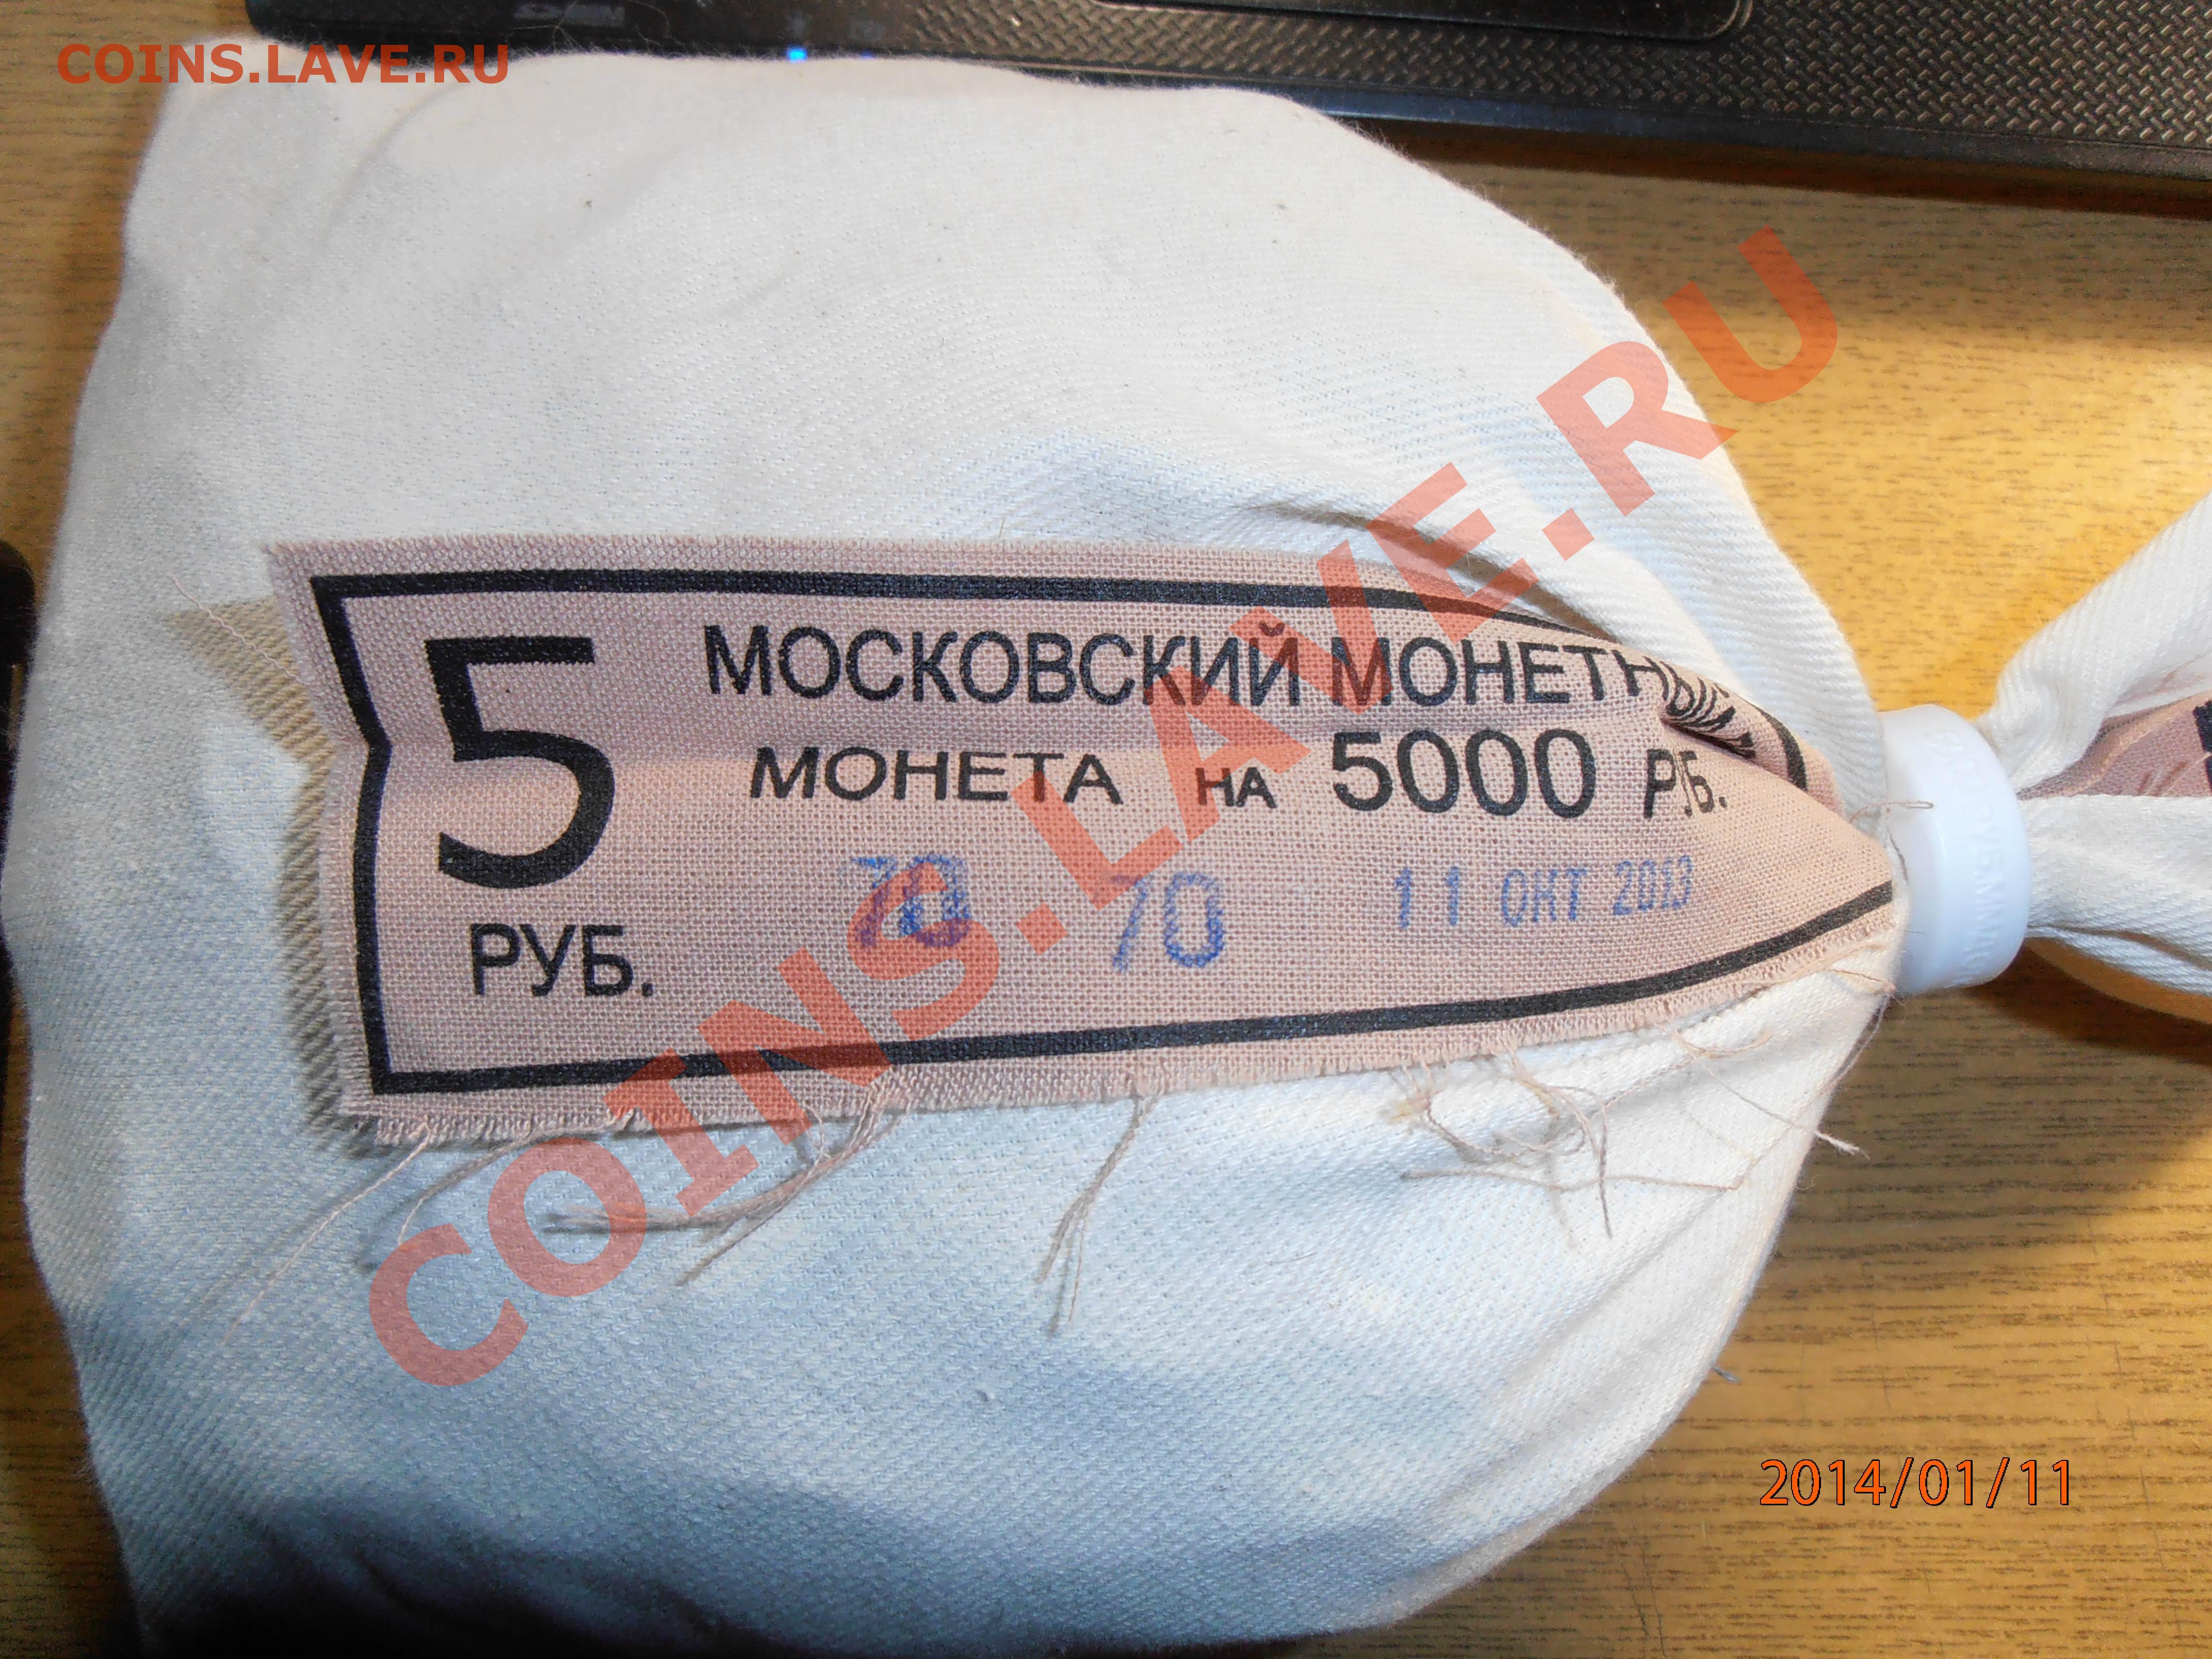 COINS.LAVE.RU
МОСКОВСКИЙ МОНЕТНЫЙ
5
МОНЕТА НА 5000 РУБ.
70 70 11 ОКТ 2013
РУБ.
COINS.LAVE.RU
2014/01/11